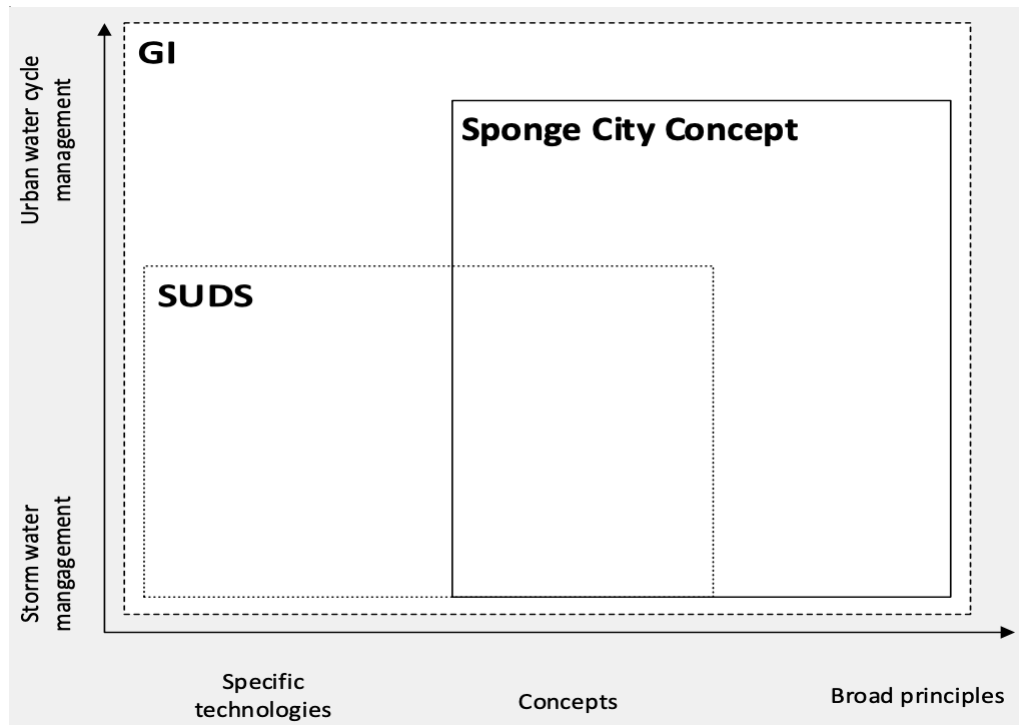 GI
Sponge City Concept
SUDS
Urban water cycle
management
Storm water
mangagement
Specific
technologies
Concepts
Broad principles